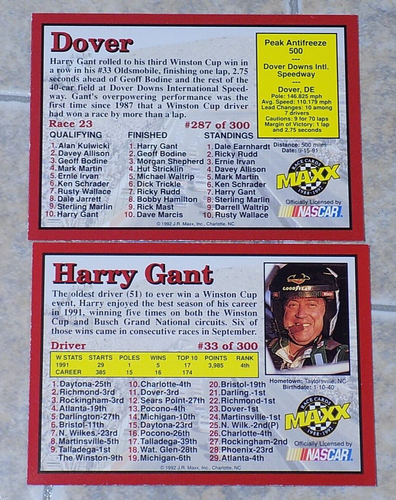 Dover
Harry Gant rolled to his third Winston Cup win in
a row in his #33 Oldsmobile, finishing one lap, 2.75
seconds ahead of Geoff Bodine and the rest of the
40-car field at Dover Downs International Speed-
way. Gant's overpowering performance was the
first time since 1987 that a Winston Cup driver
had won a race by more than a lap.
Race 23 #287 of 300
Peak Antifreeze
500
---
Dover Downs Intl.
Speedway
---
Dover, DE
Pole: 146.825 mph
Avg. Speed: 110.179 mph
Lead Changes: 10 among
7 drivers
Cautions: 9 for 70 laps
Margin of Victory: 1 lap
and 2.75 seconds
Distance: 500 miles
Date: 9-15-91
QUALIFYING
1. Alan Kulwicki
2. Davey Allison
3. Geoff Bodine
4. Mark Martin
5. Ernie Irvan
6. Ken Schrader
7. Rusty Wallace
8. Dale Jarrett
9. Sterling Marlin
10. Harry Gant
FINISHED
1. Harry Gant
2. Geoff Bodine
3. Morgan Shepherd
4. Hut Stricklin
5. Michael Waltrip
6. Dick Trickle
7. Ricky Rudd
8. Bobby Hamilton
9. Rick Mast
10. Dave Marcis
STANDINGS
1. Dale Earnhardt
2. Ricky Rudd
3. Ernie Irvan
4. Davey Allison
5. Mark Martin
6. Ken Schrader
7. Harry Gant
8. Sterling Marlin
9. Darrell Waltrip
10. Rusty Wallace
RACE CARDS
MAXX
Officially Licensed by
NASCAR
© 1992 J.R. Maxx, Inc., Charlotte, NC
Harry Gant
The oldest driver (51) to ever win a Winston Cup
event, Harry enjoyed the best season of his career
in 1991, winning five times on both the Winston
Cup and Busch Grand National circuits. Six of
those wins came in consecutive races in September.
Driver #33 of 300
W STATS STARTS POLES WINS TOP 10 POINTS RANK
1991 29 1 5 17 3,985 4th
CAREER 385 15 16 174
GOODYEAR
Hometown: Taylorsville, NC
Birthdate: 1-10-40
1. Daytona-25th
2. Richmond-3rd
3. Rockingham-3rd
4. Atlanta-19th
5. Darlington-27th
6. Bristol-11th
7. N. Wilkes.-23rd
8. Martinsville-5th
9. Talladega-1st
The Winston-9th
10. Charlotte-4th
11. Dover-3rd
12. Sears Point-27th
13. Pocono-4th
14. Michigan-10th
15. Daytona-23rd
16. Pocono-26th
17. Talladega-39th
18. Wat. Glen-28th
19. Michigan-6th
20. Bristol-19th
21. Darling.-1st
22. Richmond-1st
23. Dover-1st
24. Martinsville-1st
25. N. Wilk.-2nd(P)
26. Charlotte-4th
27. Rockingham-2nd
28. Phoenix-23rd
29. Atlanta-4th
RACE CARDS
MAXX
Officially Licensed by
NASCAR
© 1992 J.R. Maxx, Inc., Charlotte, NC